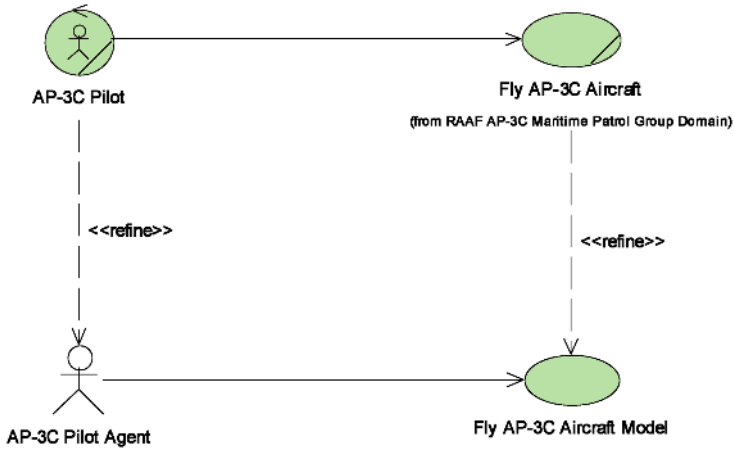 AP-3C Pilot
Fly AP-3C Aircraft
(from RAAF AP-3C Maritime Patrol Group Domain)
<<refine>>
<<refine>>
AP-3C Pilot Agent
Fly AP-3C Aircraft Model